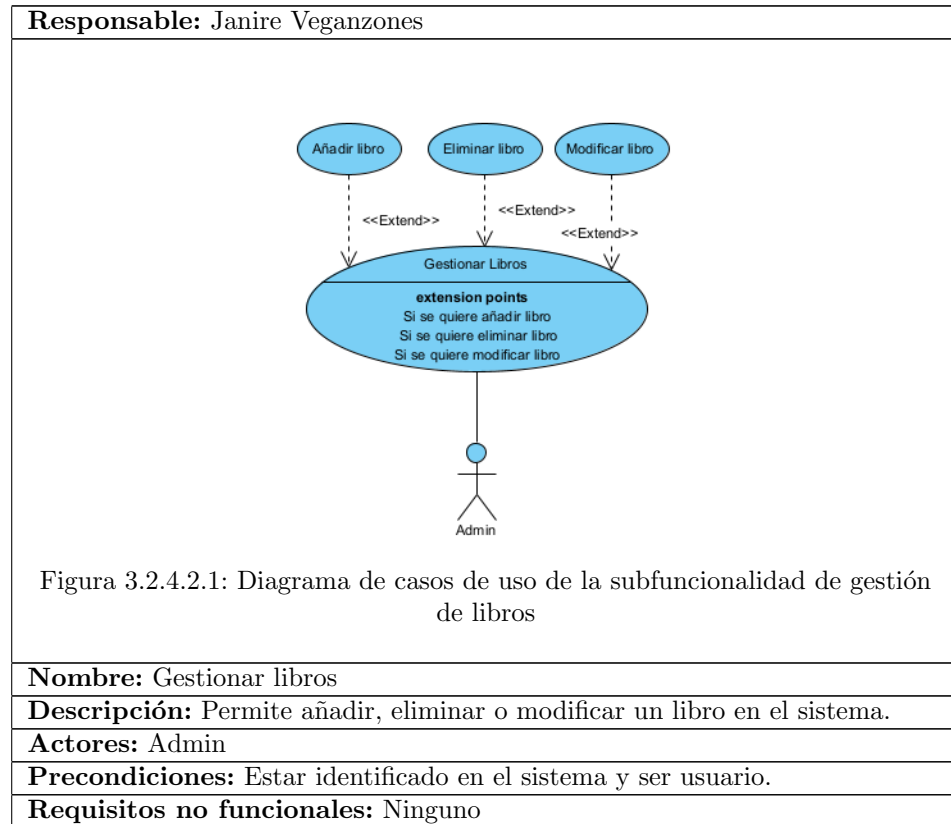 Responsable: Janire Veganzones
Añadir libro
Eliminar libro
Modificar libro
<<Extend>>
<<Extend>>
<<Extend>>
Gestionar Libros
extension points
Si se quiere añadir libro
Si se quiere eliminar libro
Si se quiere modificar libro
Admin
Figura 3.2.4.2.1: Diagrama de casos de uso de la subfuncionalidad de gestión
de libros
Nombre: Gestionar libros
Descripción: Permite añadir, eliminar o modificar un libro en el sistema.
Actores: Admin
Precondiciones: Estar identificado en el sistema y ser usuario.
Requisitos no funcionales: Ninguno